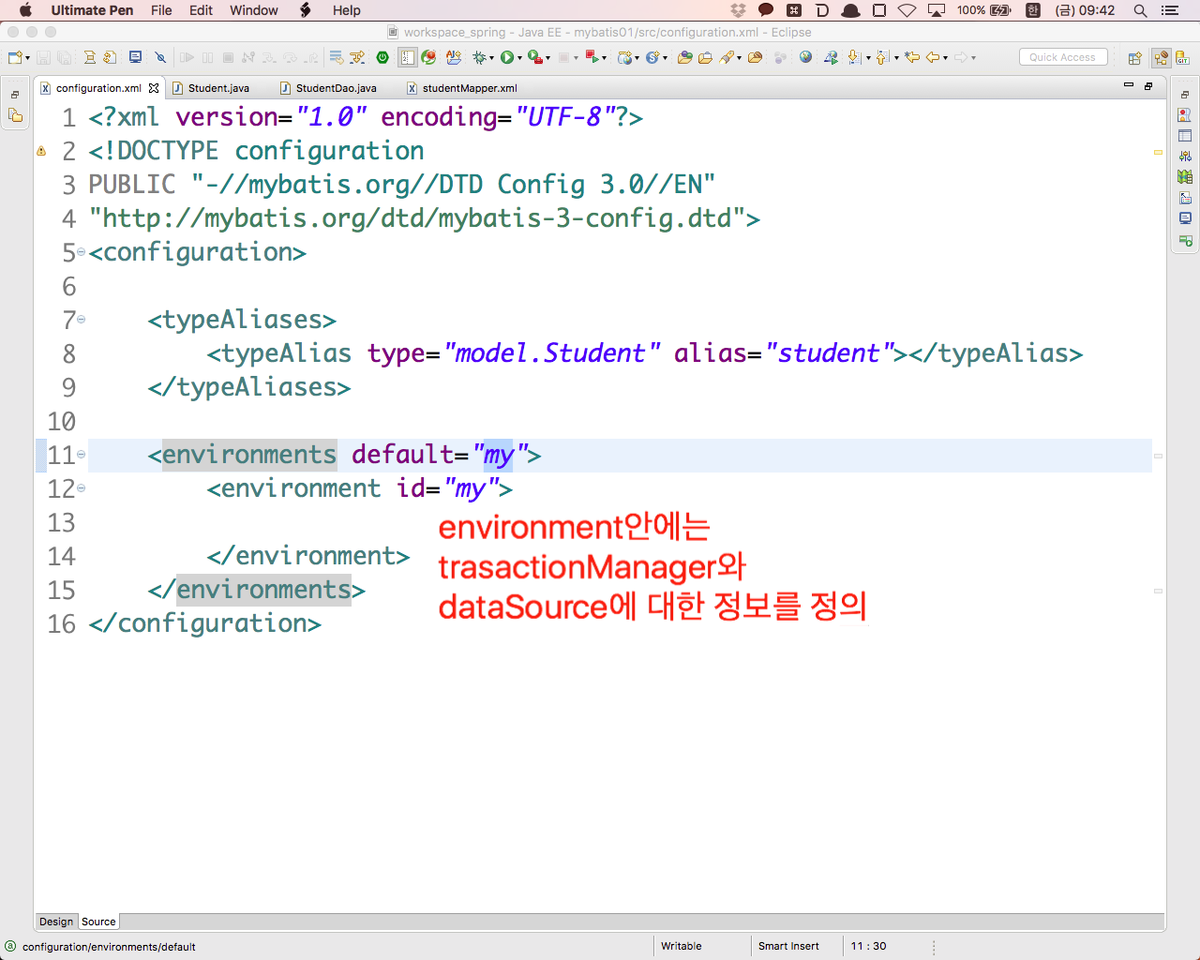 Ultimate Pen File Edit Window Help 100% 한 (금) 09:42
workspace_spring - Java EE - mybatis01/src/configuration.xml - Eclipse
Quick Access
configuration.xml Student.java StudentDao.java studentMapper.xml
1 <?xml version="1.0" encoding="UTF-8"?>
2 <!DOCTYPE configuration
3 PUBLIC "-//mybatis.org//DTD Config 3.0//EN"
4 "http://mybatis.org/dtd/mybatis-3-config.dtd">
5 <configuration>
6
7 <typeAliases>
8 <typeAlias type="model.Student" alias="student"></typeAlias>
9 </typeAliases>
10
11 <environments default="my">
12 <environment id="my">
13
14 </environment>
15 </environments>
16 </configuration>
environment안에는
trasactionManager와
dataSource에 대한 정보를 정의
Design Source
configuration/environments/default Writable Smart Insert 11 : 30